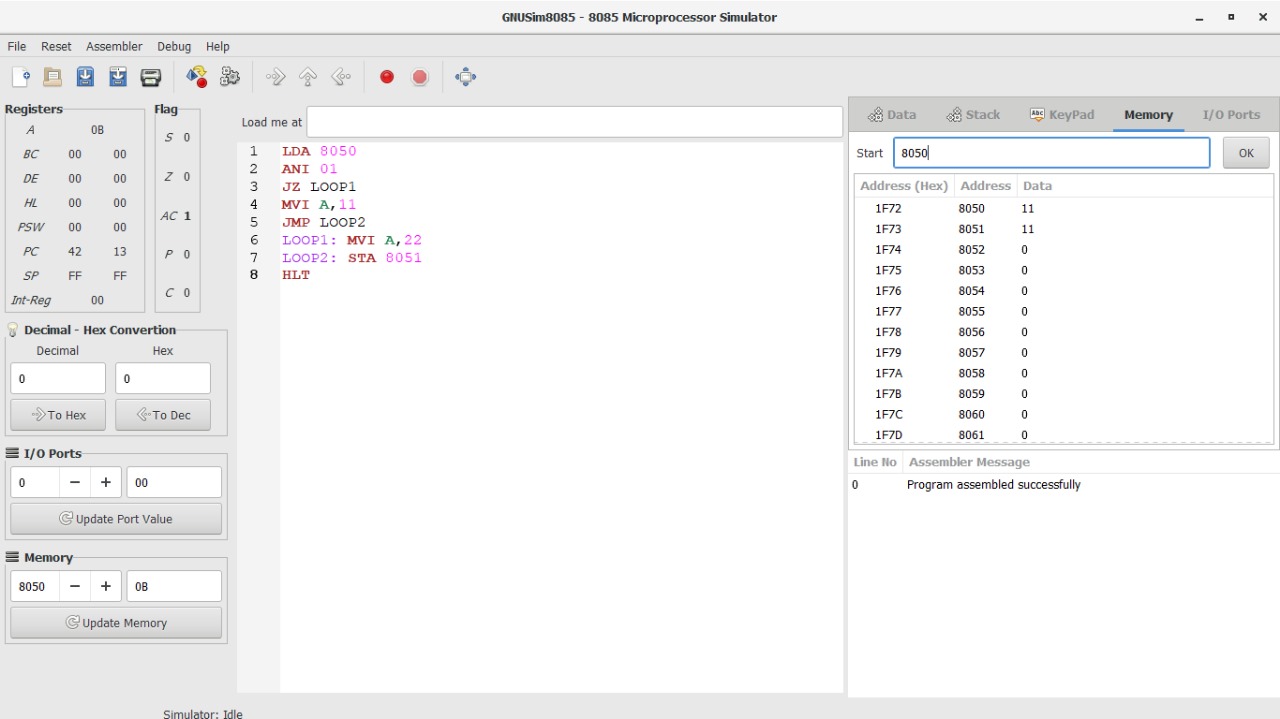 GNUSim8085 - 8085 Microprocessor Simulator
File Reset Assembler Debug Help
Registers
A 0B
BC 00 00
DE 00 00
HL 00 00
PSW 00 00
PC 42 13
SP FF FF
Int-Reg 00
Flag
S 0
Z 0
AC 1
P 0
C 0
Decimal - Hex Convertion
Decimal Hex
0 0
To Hex To Dec
I/O Ports
0 − + 00
Update Port Value
Memory
8050 − + 0B
Update Memory
Load me at
1 LDA 8050
2 ANI 01
3 JZ LOOP1
4 MVI A,11
5 JMP LOOP2
6 LOOP1: MVI A,22
7 LOOP2: STA 8051
8 HLT
Data Stack Abc KeyPad Memory I/O Ports
Start 8050 OK
Address (Hex) Address Data
1F72 8050 11
1F73 8051 11
1F74 8052 0
1F75 8053 0
1F76 8054 0
1F77 8055 0
1F78 8056 0
1F79 8057 0
1F7A 8058 0
1F7B 8059 0
1F7C 8060 0
1F7D 8061 0
Line No Assembler Message
0 Program assembled successfully
Simulator: Idle